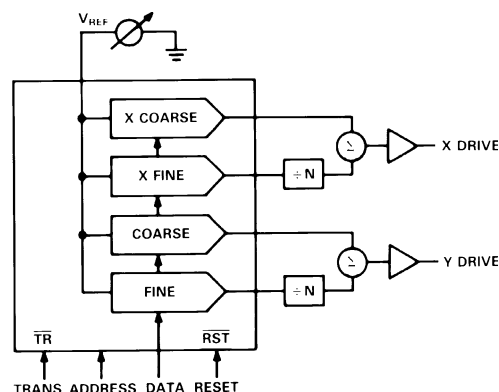 VREF
X COARSE
X FINE
COARSE
FINE
÷ N
÷ N
Σ
Σ
X DRIVE
Y DRIVE
TR
RST
TRANS ADDRESS DATA RESET